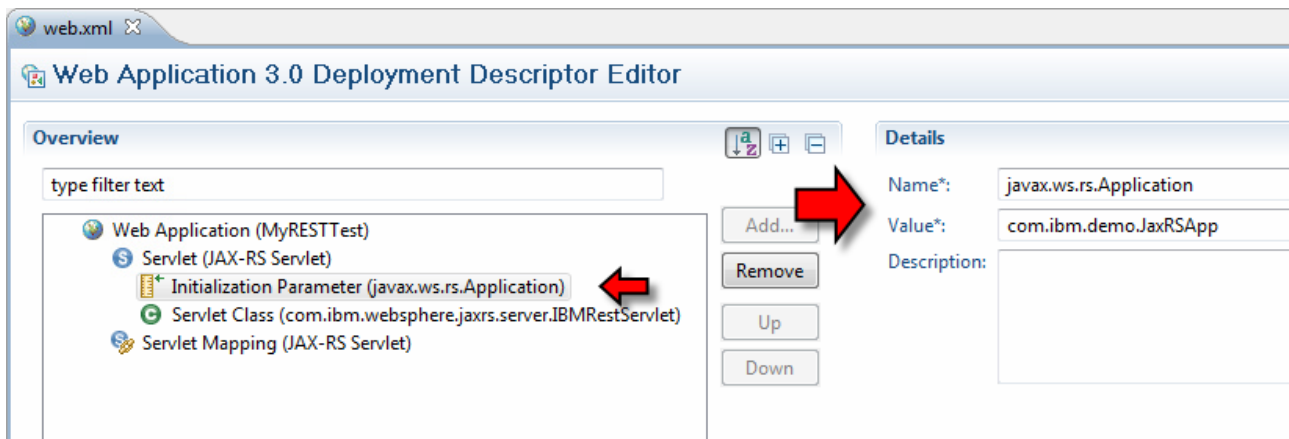 web.xml
Web Application 3.0 Deployment Descriptor Editor
Overview
type filter text
Web Application (MyRESTTest)
Servlet (JAX-RS Servlet)
Initialization Parameter (javax.ws.rs.Application)
Servlet Class (com.ibm.websphere.jaxrs.server.IBMRestServlet)
Servlet Mapping (JAX-RS Servlet)
Add...
Remove
Up
Down
Details
Name*: javax.ws.rs.Application
Value*: com.ibm.demo.JaxRSApp
Description: